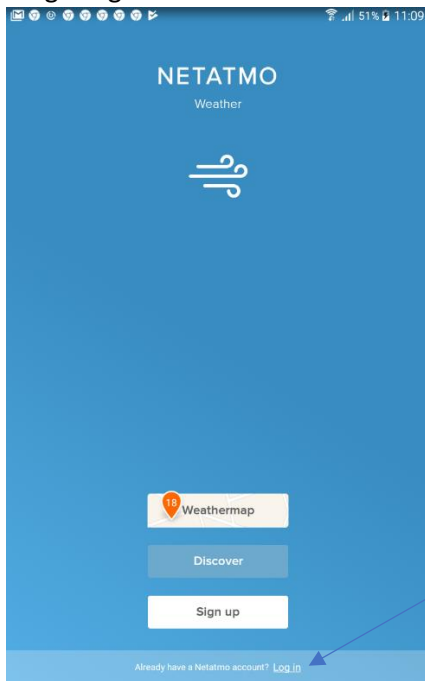 51% 11:09
NETATMO
Weather
18
Weathermap
Discover
Sign up
Already have a Netatmo account? Log in